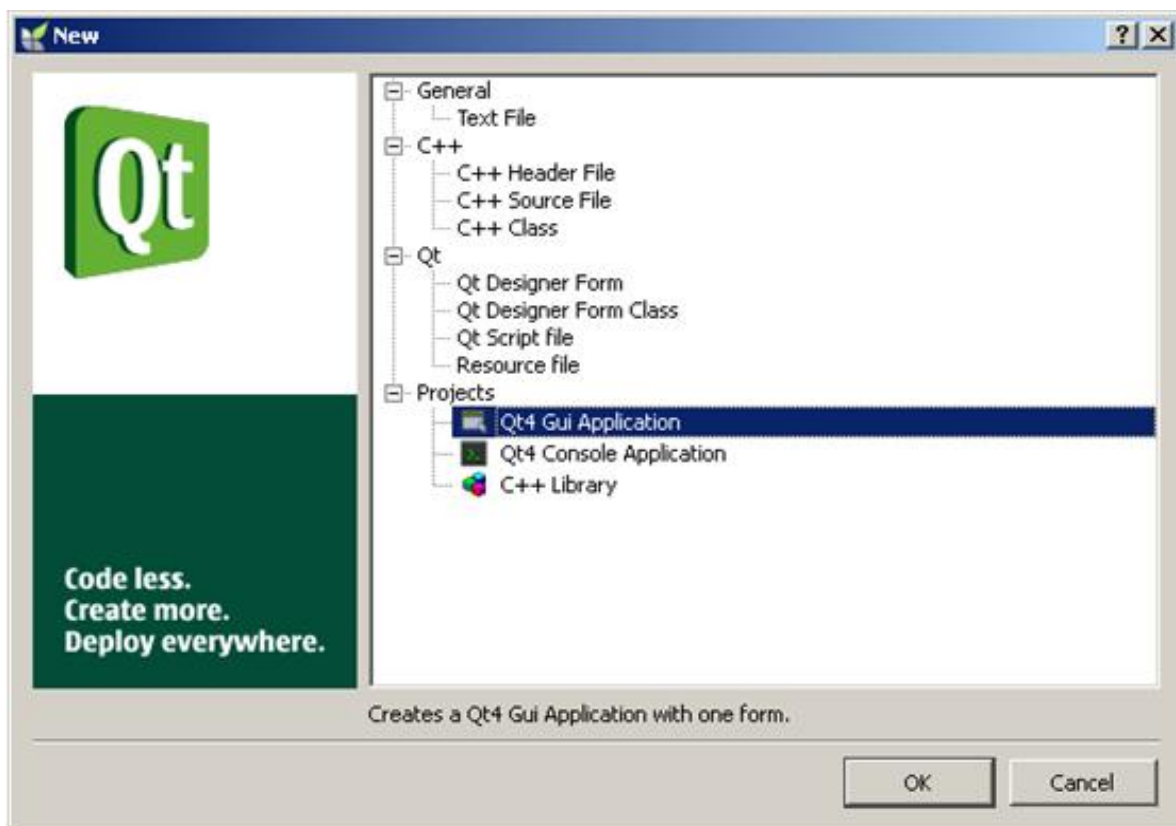 New
Qt
General
Text File
C++
C++ Header File
C++ Source File
C++ Class
Qt
Qt Designer Form
Qt Designer Form Class
Qt Script file
Resource file
Projects
Qt4 Gui Application
Qt4 Console Application
C++ Library
Code less.
Create more.
Deploy everywhere.
Creates a Qt4 Gui Application with one form.
OK
Cancel